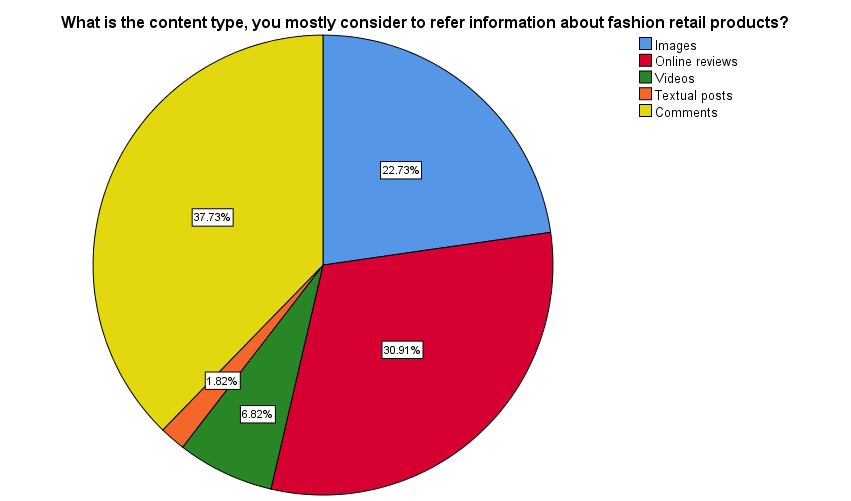 What is the content type, you mostly consider to refer information about fashion retail products?
Images
Online reviews
Videos
Textual posts
Comments
22.73%
37.73%
30.91%
1.82%
6.82%